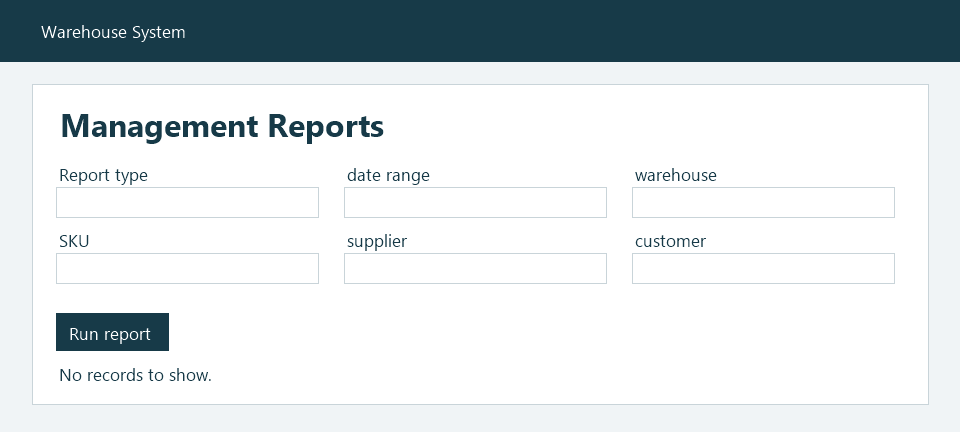 Warehouse System
Management Reports
Report type
date range
warehouse
SKU
supplier
customer
Run report
No records to show.